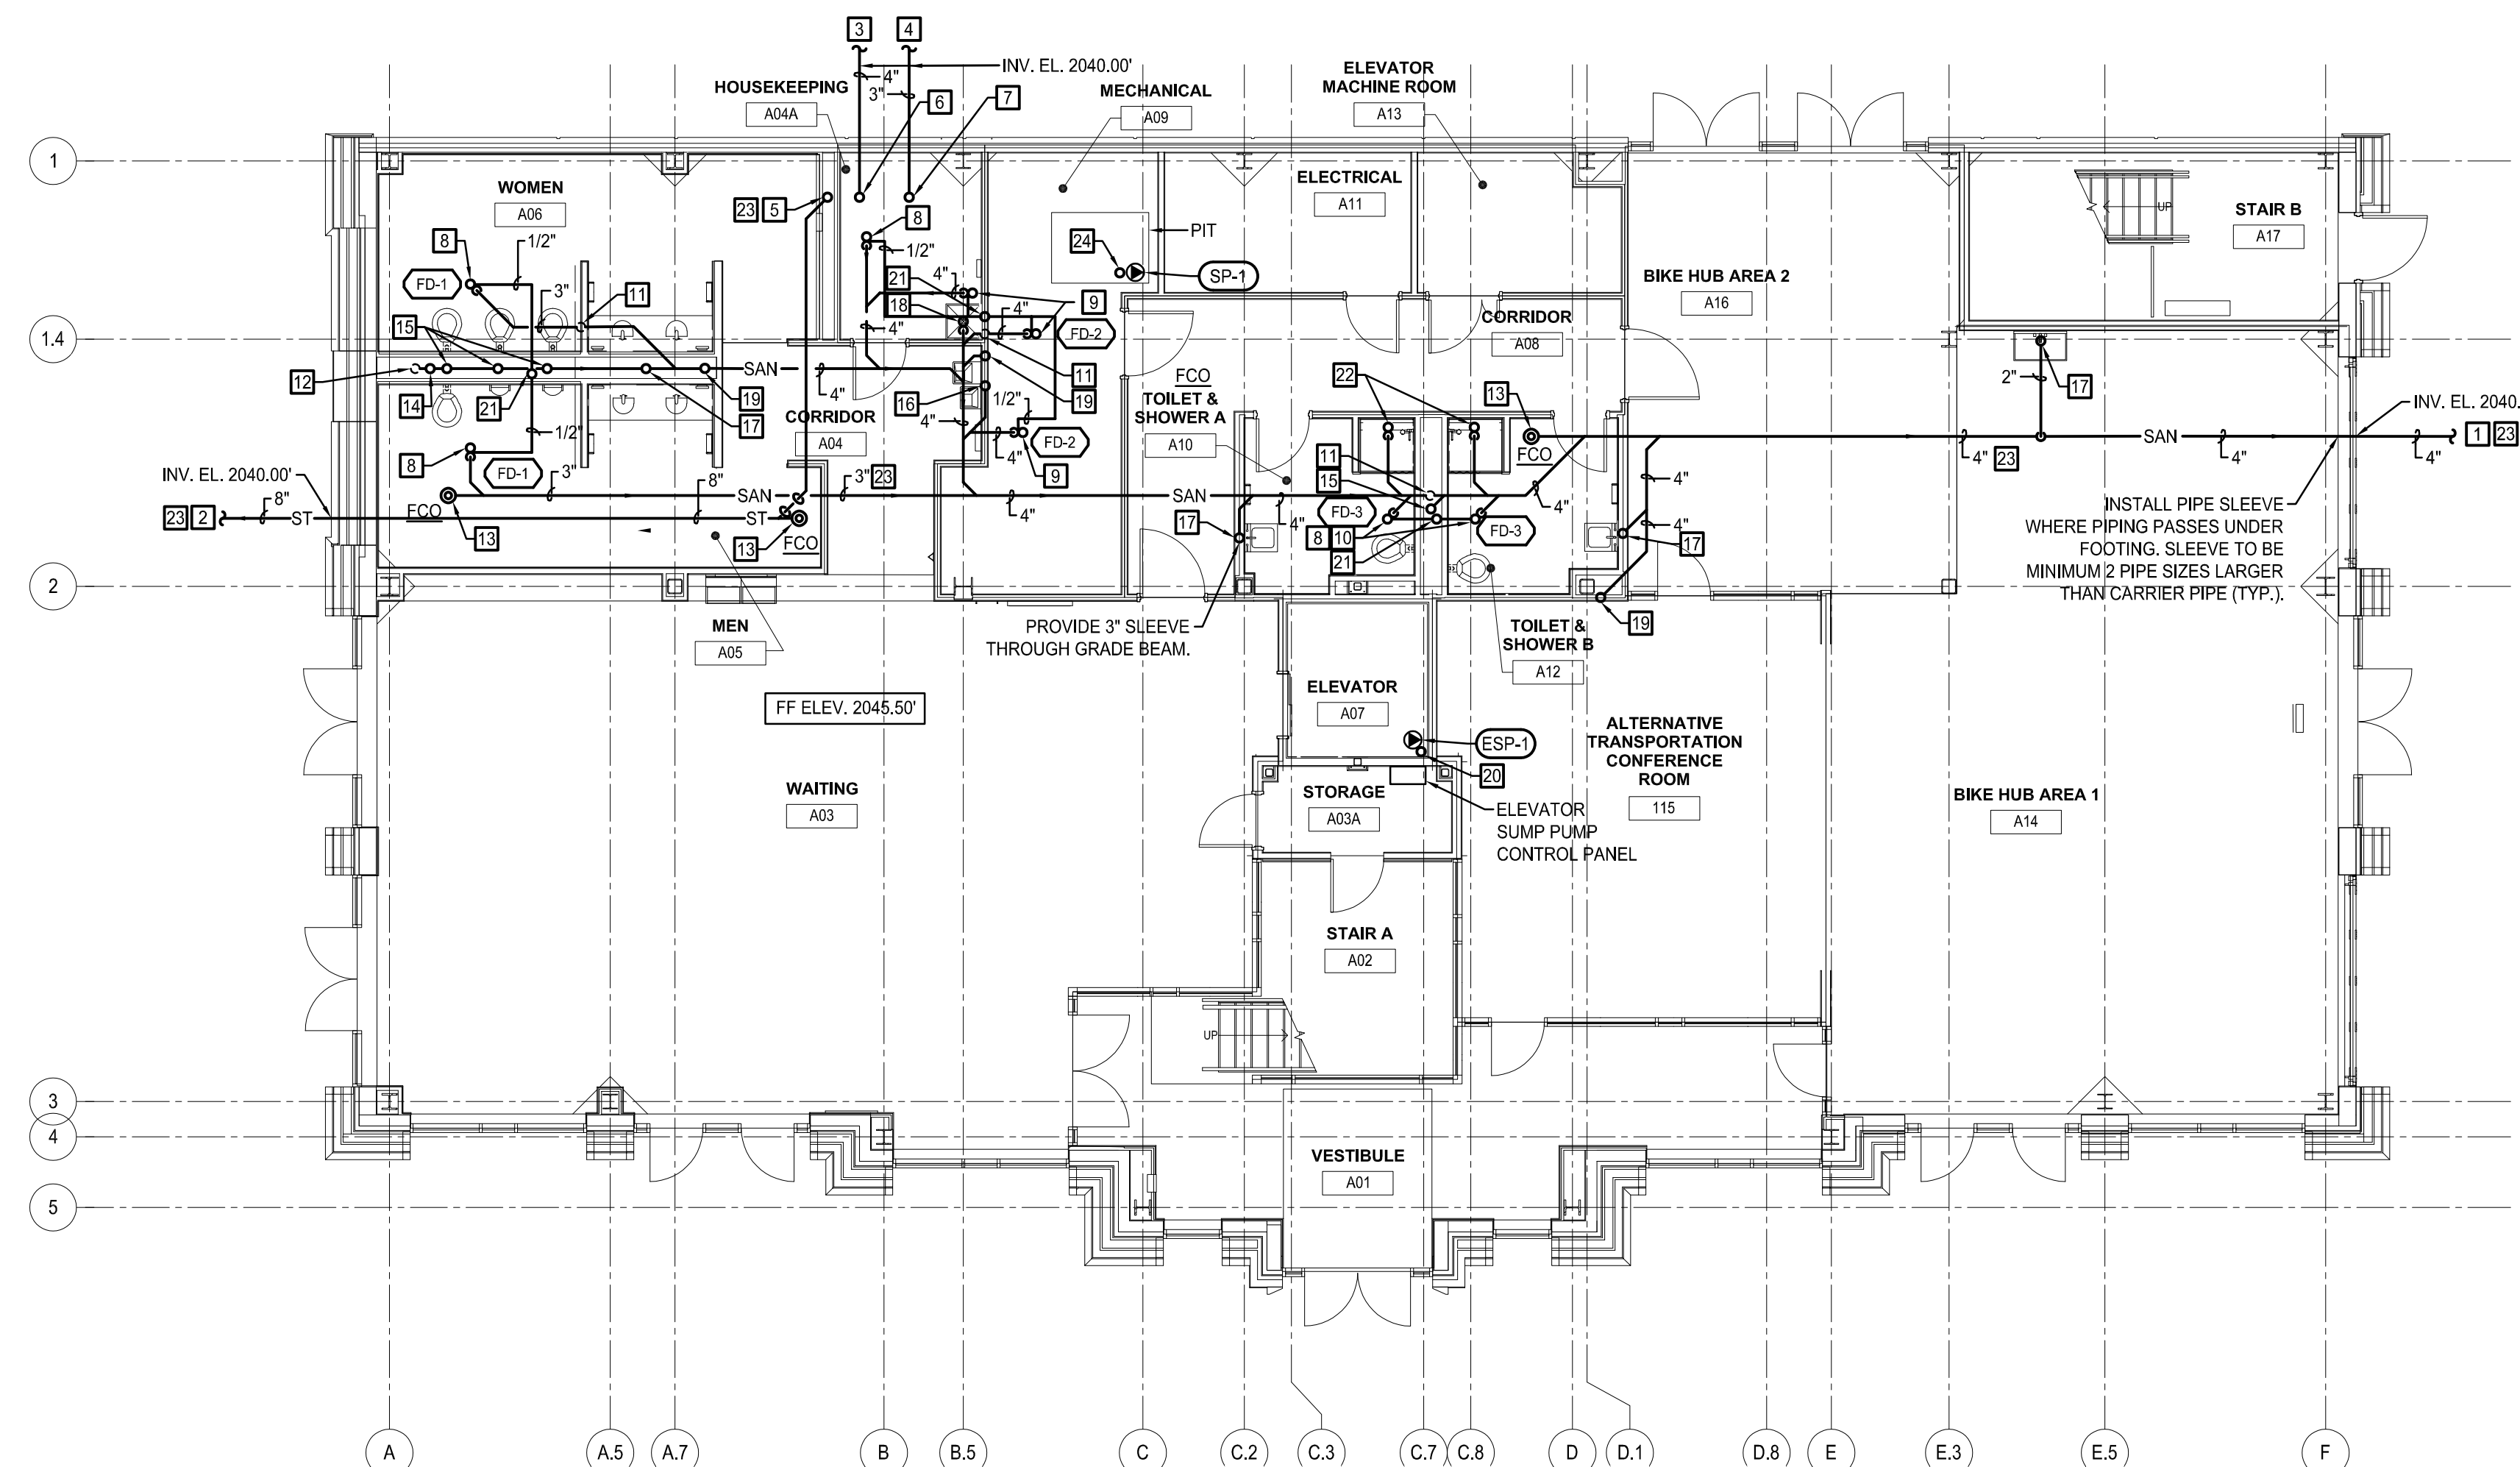 3
4
INV. EL. 2040.00'
4"
3"
6
7
HOUSEKEEPING
A04A
MECHANICAL
A09
ELEVATOR
MACHINE ROOM
A13
1
WOMEN
A06
23 5
8
1/2"
FD-1
3"
11
15
8
1/2"
21
4"
18
4"
9
FD-2
4"
24
PIT
SP-1
ELECTRICAL
A11
BIKE HUB AREA 2
A16
STAIR B
A17
UP
A
1.4
12
14
21
17
19
SAN
4"
CORRIDOR
A04
16
4"
11
19
1/2"
FD-2
4"
9
CORRIDOR
A08
FCO
TOILET &
SHOWER A
A10
22
13
FCO
2"
17
INV. EL. 2040.
8
1/2"
FD-1
3"
INV. EL. 2040.00'
23 2
8"
ST
FCO
13
SAN
8"
ST
13
FCO
3" 23
4"
SAN
17
4"
11
15
FD-3
8 10
21
FD-3
4"
4"
4"
17
4" 23
SAN
4"
4"
1 23
INSTALL PIPE SLEEVE
WHERE PIPING PASSES UNDER
FOOTING. SLEEVE TO BE
MINIMUM 2 PIPE SIZES LARGER
THAN CARRIER PIPE (TYP.).
2
MEN
A05
PROVIDE 3" SLEEVE
THROUGH GRADE BEAM.
TOILET &
SHOWER B
A12
19
FF ELEV. 2045.50'
ELEVATOR
A07
ESP-1
20
ALTERNATIVE
TRANSPORTATION
CONFERENCE
ROOM
115
WAITING
A03
STORAGE
A03A
ELEVATOR
SUMP PUMP
CONTROL PANEL
BIKE HUB AREA 1
A14
STAIR A
A02
UP
A
3
4
5
VESTIBULE
A01
A
A.5
A.7
B
B.5
C
C.2
C.3
C.7
C.8
D
D.1
D.8
E
E.3
E.5
F